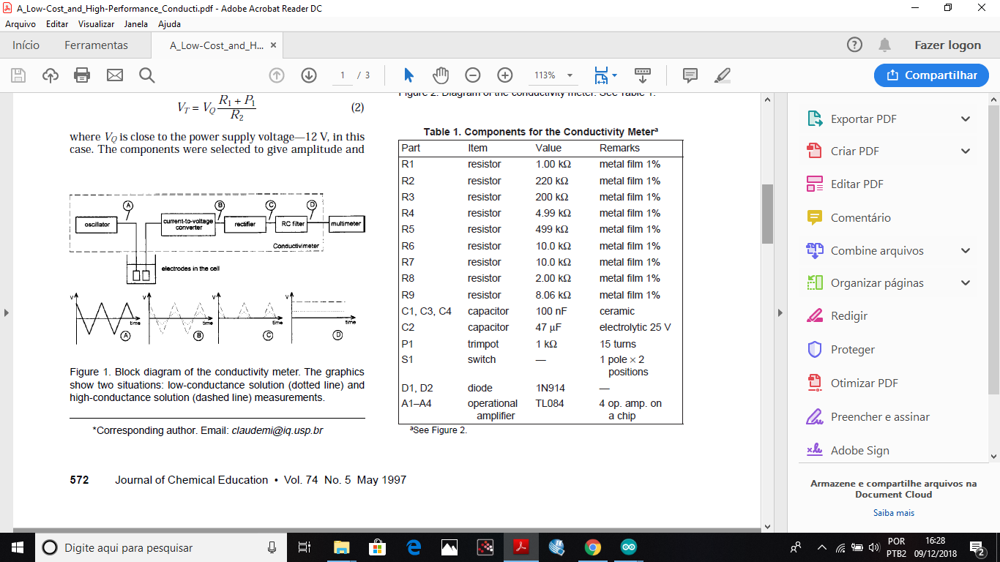 A_Low-Cost_and_High-Performance_Conducti.pdf - Adobe Acrobat Reader DC
Arquivo Editar Visualizar Janela Ajuda
Início Ferramentas A_Low-Cost_and_H... × ? Fazer logon
1 / 3 113% Compartilhar
V_T = V_Q (R_1 + P_1) / R_2 (2)
where V_Q is close to the power supply voltage—12 V, in this
case. The components were selected to give amplitude and
A B C D
oscillator current-to-voltage converter rectifier RC filter multimeter
Conductivimeter
electrodes in the cell
V V V V
time time time time
A B C D
Figure 1. Block diagram of the conductivity meter. The graphics
show two situations: low-conductance solution (dotted line) and
high-conductance solution (dashed line) measurements.
*Corresponding author. Email: claudemi@iq.usp.br
Figure 2. Diagram of the conductivity meter. See Table 1.
Table 1. Components for the Conductivity Meterᵃ
Part Item Value Remarks
R1 resistor 1.00 kΩ metal film 1%
R2 resistor 220 kΩ metal film 1%
R3 resistor 200 kΩ metal film 1%
R4 resistor 4.99 kΩ metal film 1%
R5 resistor 499 kΩ metal film 1%
R6 resistor 10.0 kΩ metal film 1%
R7 resistor 10.0 kΩ metal film 1%
R8 resistor 2.00 kΩ metal film 1%
R9 resistor 8.06 kΩ metal film 1%
C1, C3, C4 capacitor 100 nF ceramic
C2 capacitor 47 µF electrolytic 25 V
P1 trimpot 1 kΩ 15 turns
S1 switch — 1 pole × 2
positions
D1, D2 diode 1N914 —
A1–A4 operational TL084 4 op. amp. on
amplifier a chip
ᵃSee Figure 2.
572 Journal of Chemical Education • Vol. 74 No. 5 May 1997
Exportar PDF
Criar PDF
Editar PDF
Comentário
Combine arquivos
Organizar páginas
Redigir
Proteger
Otimizar PDF
Preencher e assinar
Adobe Sign
Armazene e compartilhe arquivos na
Document Cloud
Saiba mais
Digite aqui para pesquisar
POR 16:28
PTB2 09/12/2018 2